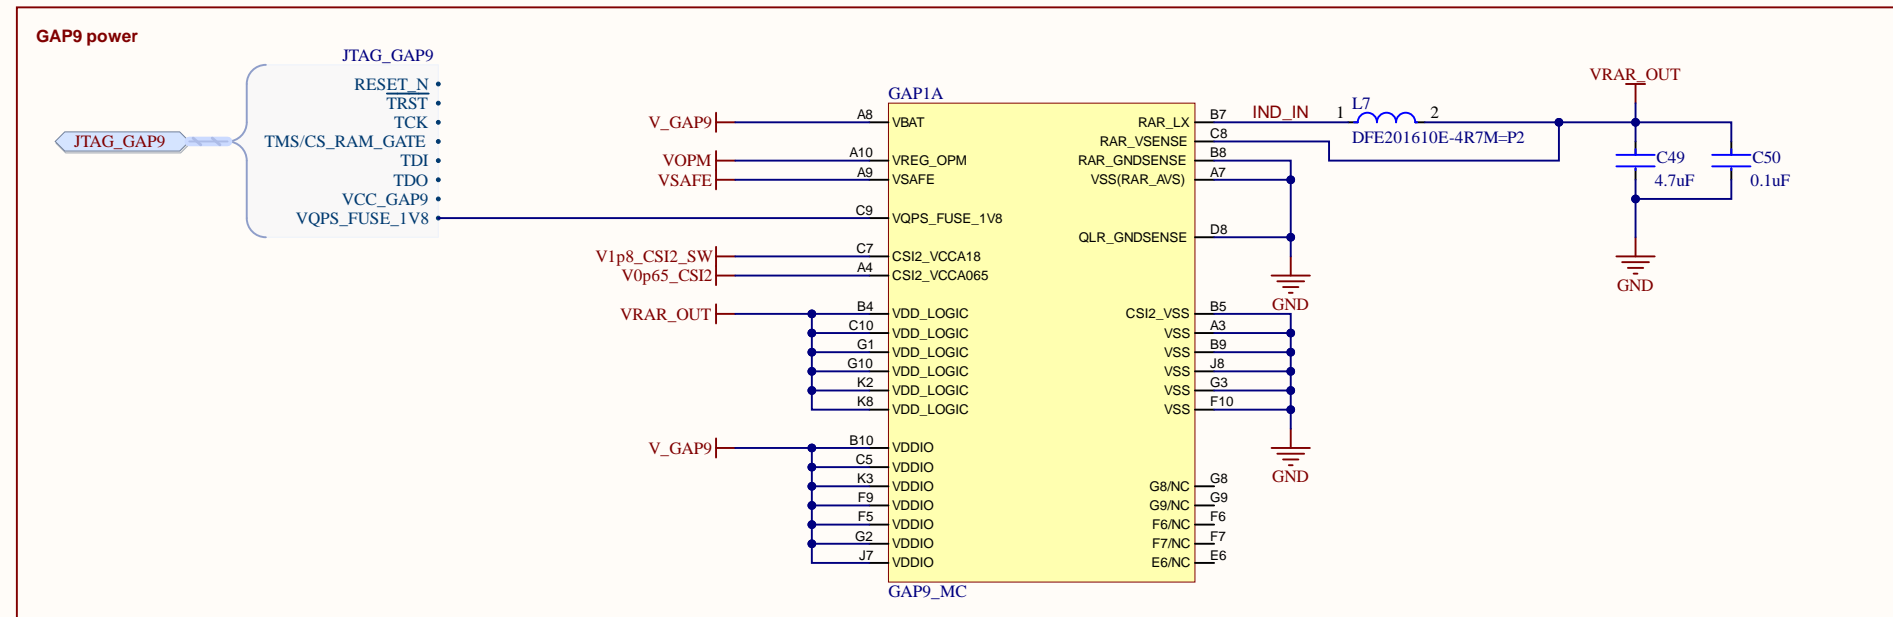 GAP9 power
JTAG_GAP9
JTAG_GAP9
RESET_N
TRST
TCK
TMS/CS_RAM_GATE
TDI
TDO
VCC_GAP9
VQPS_FUSE_1V8
GAP1A
V_GAP9 A8 VBAT
VOPM A10 VREG_OPM
VSAFE A9 VSAFE
C9 VQPS_FUSE_1V8
V1p8_CSI2_SW C7 CSI2_VCCA18
V0p65_CSI2 A4 CSI2_VCCA065
VRAR_OUT B4 VDD_LOGIC
C10 VDD_LOGIC
G1 VDD_LOGIC
G10 VDD_LOGIC
K2 VDD_LOGIC
K8 VDD_LOGIC
V_GAP9 B10 VDDIO
C5 VDDIO
K3 VDDIO
F9 VDDIO
F5 VDDIO
G2 VDDIO
J7 VDDIO
RAR_LX B7 IND_IN
RAR_VSENSE C8
RAR_GNDSENSE B8
VSS(RAR_AVS) A7
QLR_GNDSENSE D8
GND
CSI2_VSS B5
VSS A3
VSS B9
VSS J8
VSS G3
VSS F10
GND
G8/NC G8
G9/NC G9
F6/NC F6
F7/NC F7
E6/NC E6
GAP9_MC
L7
1 2
DFE201610E-4R7M=P2
VRAR_OUT
C49
4.7uF
C50
0.1uF
GND